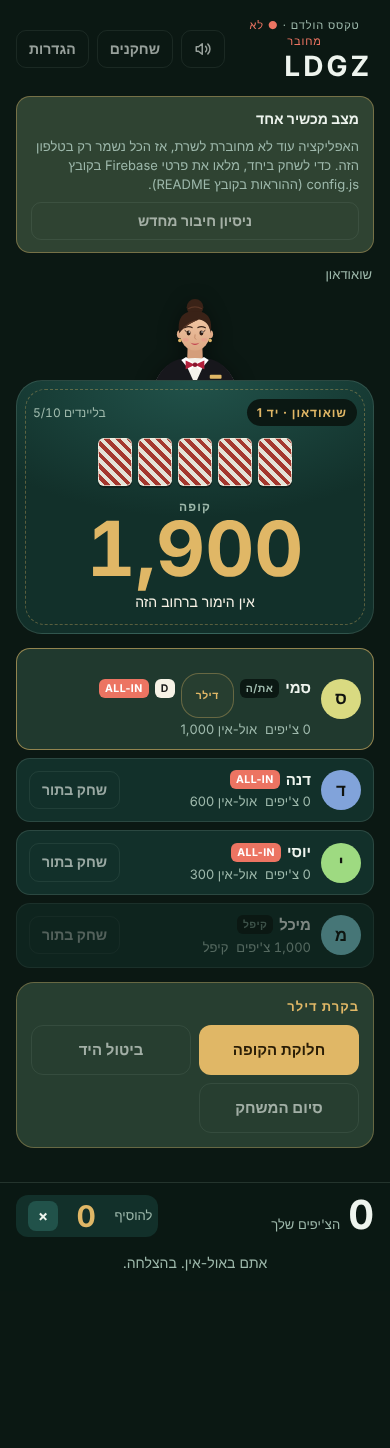 טקסס הולדם · ● לא מחובר
LDGZ
שחקנים
הגדרות
מצב מכשיר אחד
האפליקציה עוד לא מחוברת לשרת, אז הכל נשמר רק בטלפון
הזה. כדי לשחק ביחד, מלאו את פרטי Firebase בקובץ
config.js (ההוראות בקובץ README).
ניסיון חיבור מחדש
שואודאון
שואודאון · יד 1
בליינדים 5/10
קופה
1,900
אין הימור ברחוב הזה
ס
סמי את/ה דילר D ALL-IN
0 צ'יפים אול-אין 1,000
ד
דנה ALL-IN
0 צ'יפים אול-אין 600
שחק בתור
י
יוסי ALL-IN
0 צ'יפים אול-אין 300
שחק בתור
מ
מיכל קיפל
1,000 צ'יפים קיפל
שחק בתור
בקרת דילר
חלוקת הקופה
ביטול היד
סיום המשחק
0 הצ'יפים שלך
להוסיף 0 ×
אתם באול-אין. בהצלחה.